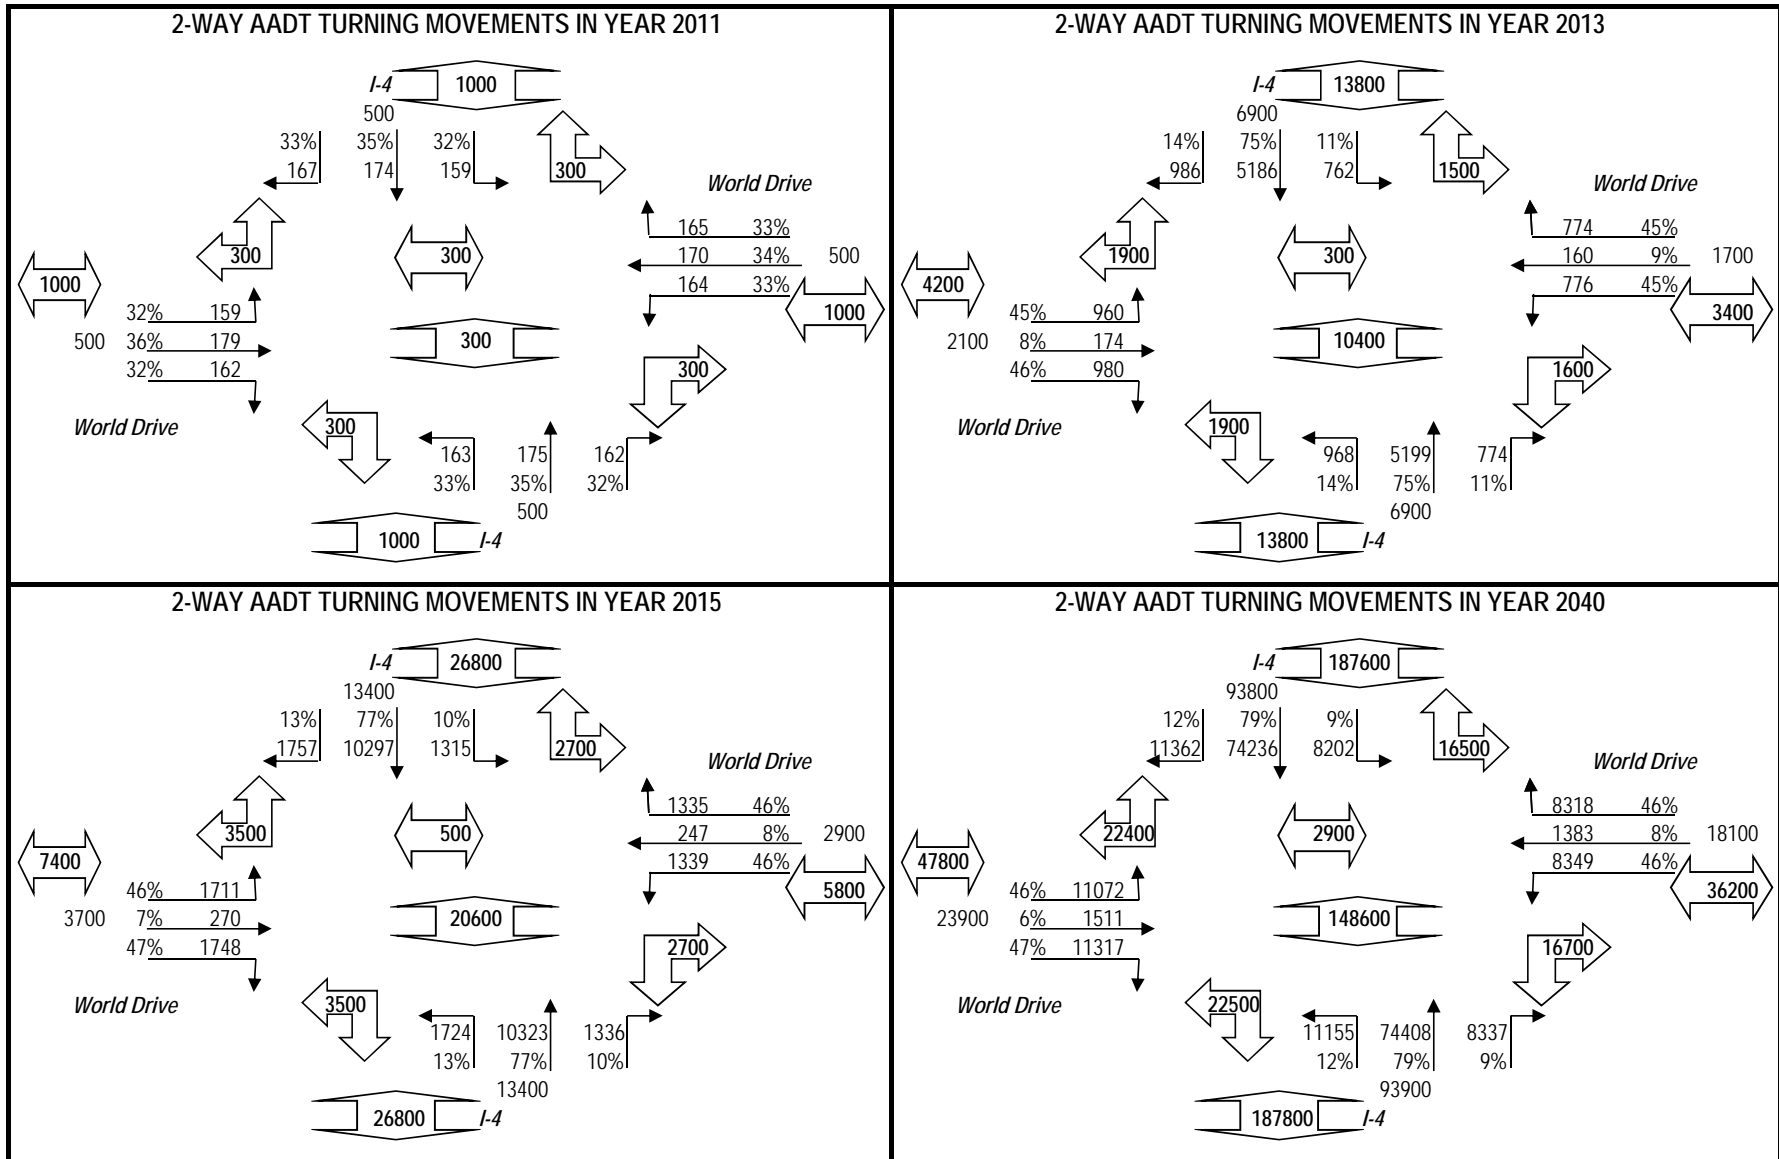 2-WAY AADT TURNING MOVEMENTS IN YEAR 2011
I-4 1000
500
33% 35% 32%
167 174 159 300
World Drive
165 33%
300 300 170 34% 500
1000 164 33%
1000
32% 159
500 36% 179 300
32% 162 300
World Drive 300
163 175 162
33% 35% 32%
500
1000 I-4
2-WAY AADT TURNING MOVEMENTS IN YEAR 2013
I-4 13800
6900
14% 75% 11%
986 5186 762 1500
World Drive
774 45%
1900 300 160 9% 1700
4200 776 45%
3400
45% 960
2100 8% 174 10400
46% 980 1600
World Drive 1900
968 5199 774
14% 75% 11%
6900
13800 I-4
2-WAY AADT TURNING MOVEMENTS IN YEAR 2015
I-4 26800
13400
13% 77% 10%
1757 10297 1315 2700
World Drive
1335 46%
3500 500 247 8% 2900
7400 1339 46%
5800
46% 1711
3700 7% 270 20600
47% 1748 2700
World Drive 3500
1724 10323 1336
13% 77% 10%
13400
26800 I-4
2-WAY AADT TURNING MOVEMENTS IN YEAR 2040
I-4 187600
93800
12% 79% 9%
11362 74236 8202 16500
World Drive
8318 46%
22400 2900 1383 8% 18100
47800 8349 46%
36200
46% 11072
23900 6% 1511 148600
47% 11317 16700
World Drive 22500
11155 74408 8337
12% 79% 9%
93900
187800 I-4